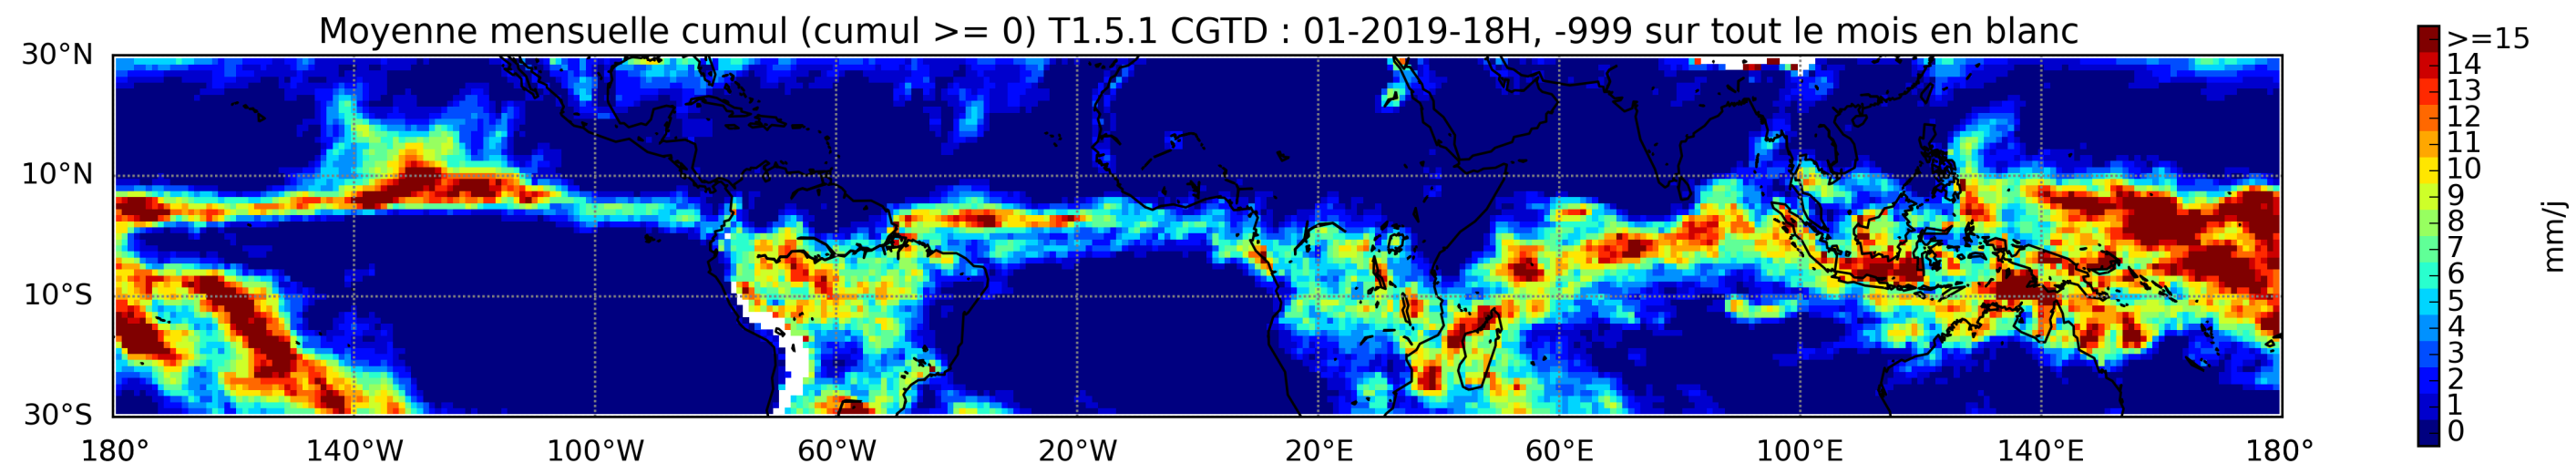 Moyenne mensuelle cumul (cumul >= 0) T1.5.1 CGTD : 01-2019-18H, -999 sur tout le mois en blanc
30°N
10°N
10°S
30°S
180° 140°W 100°W 60°W 20°W 20°E 60°E 100°E 140°E 180°
>=15
14
13
12
11
10
9
8
7
6
5
4
3
2
1
0
mm/j